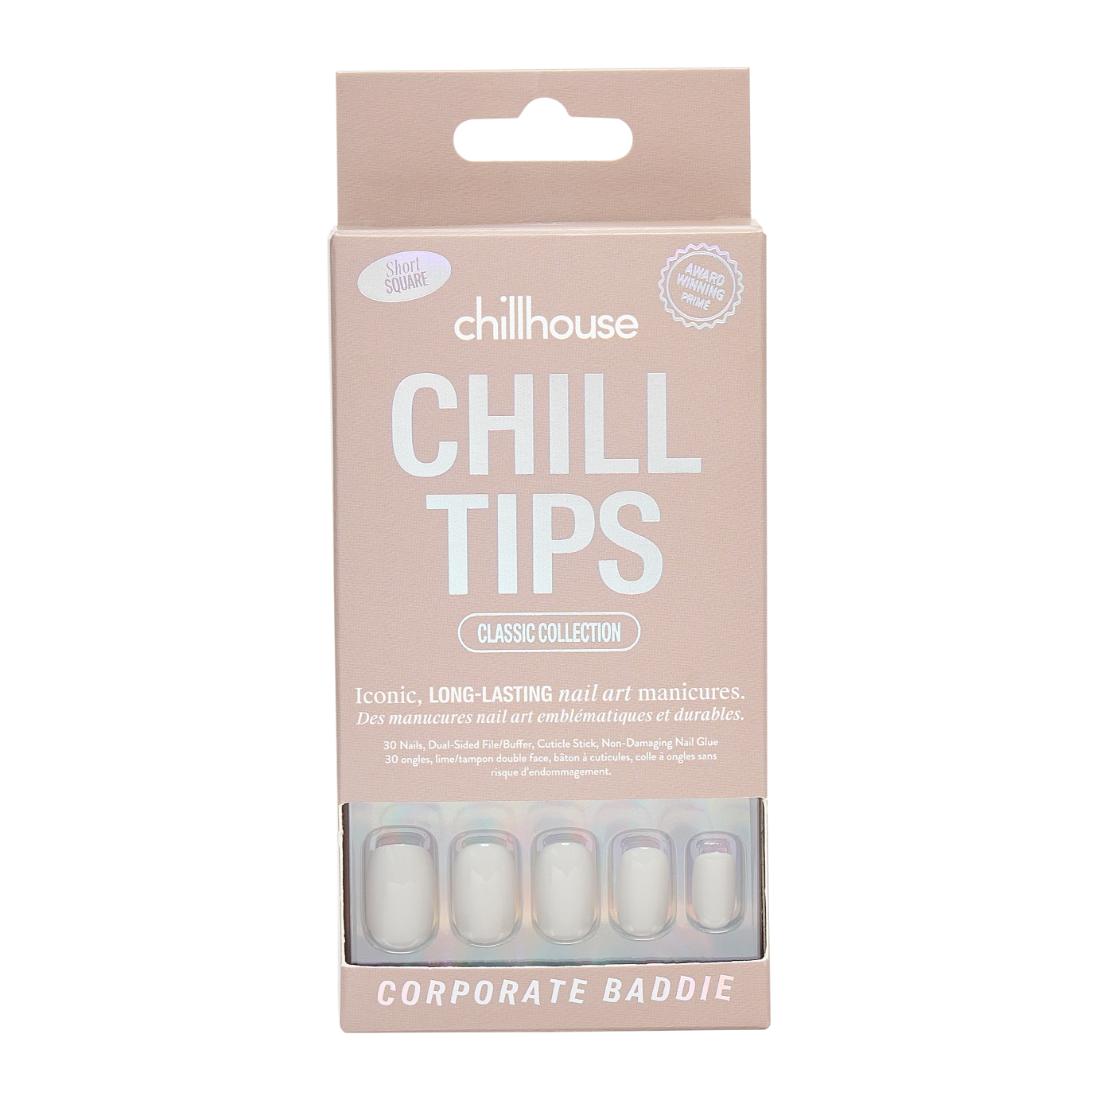 Short
SQUARE
AWARD
WINNING
PRIMÉ
chillhouse
CHILL
TIPS
CLASSIC COLLECTION
Iconic, LONG-LASTING nail art manicures.
Des manucures nail art emblématiques et durables.
30 Nails, Dual-Sided File/Buffer, Cuticle Stick, Non-Damaging Nail Glue
30 ongles, lime/tampon double face, bâton à cuticules, colle à ongles sans
risque d'endommagement.
CORPORATE BADDIE